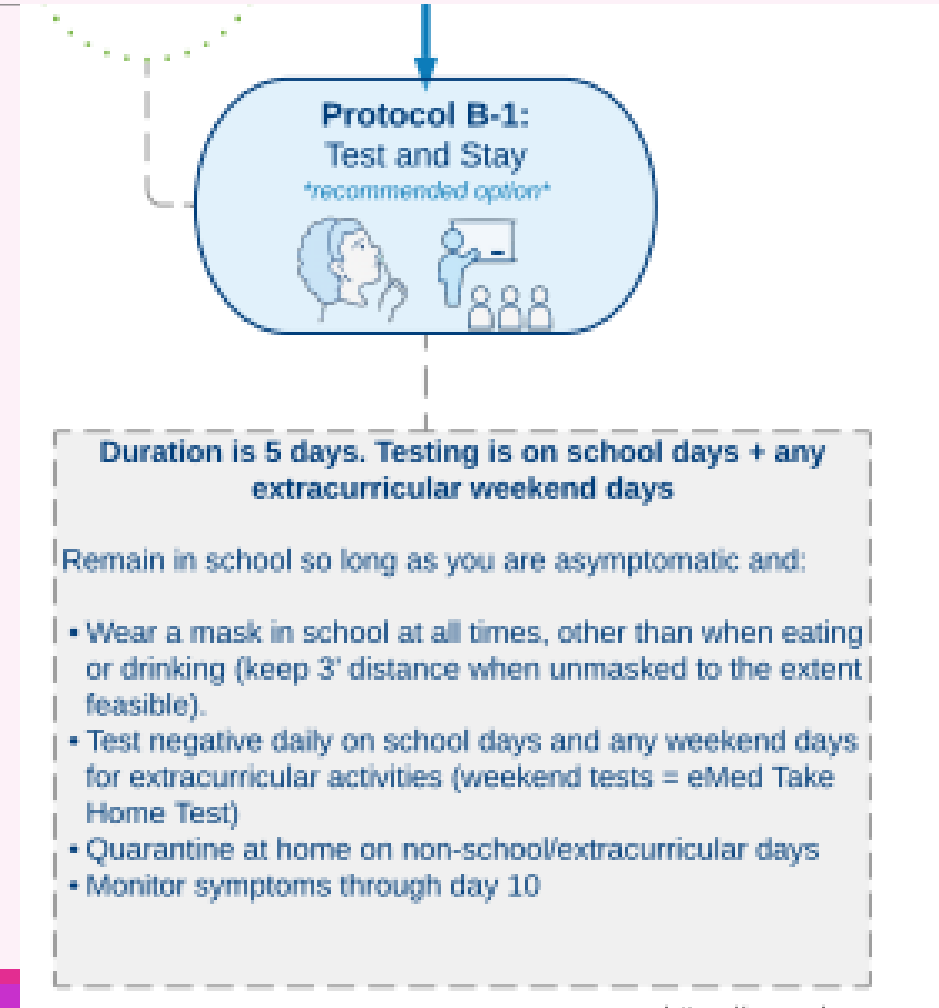 Protocol B-1:
Test and Stay
*recommended option*
Duration is 5 days. Testing is on school days + any
extracurricular weekend days
Remain in school so long as you are asymptomatic and:
• Wear a mask in school at all times, other than when eating
or drinking (keep 3' distance when unmasked to the extent
feasible).
• Test negative daily on school days and any weekend days
for extracurricular activities (weekend tests = eMed Take
Home Test)
• Quarantine at home on non-school/extracurricular days
• Monitor symptoms through day 10